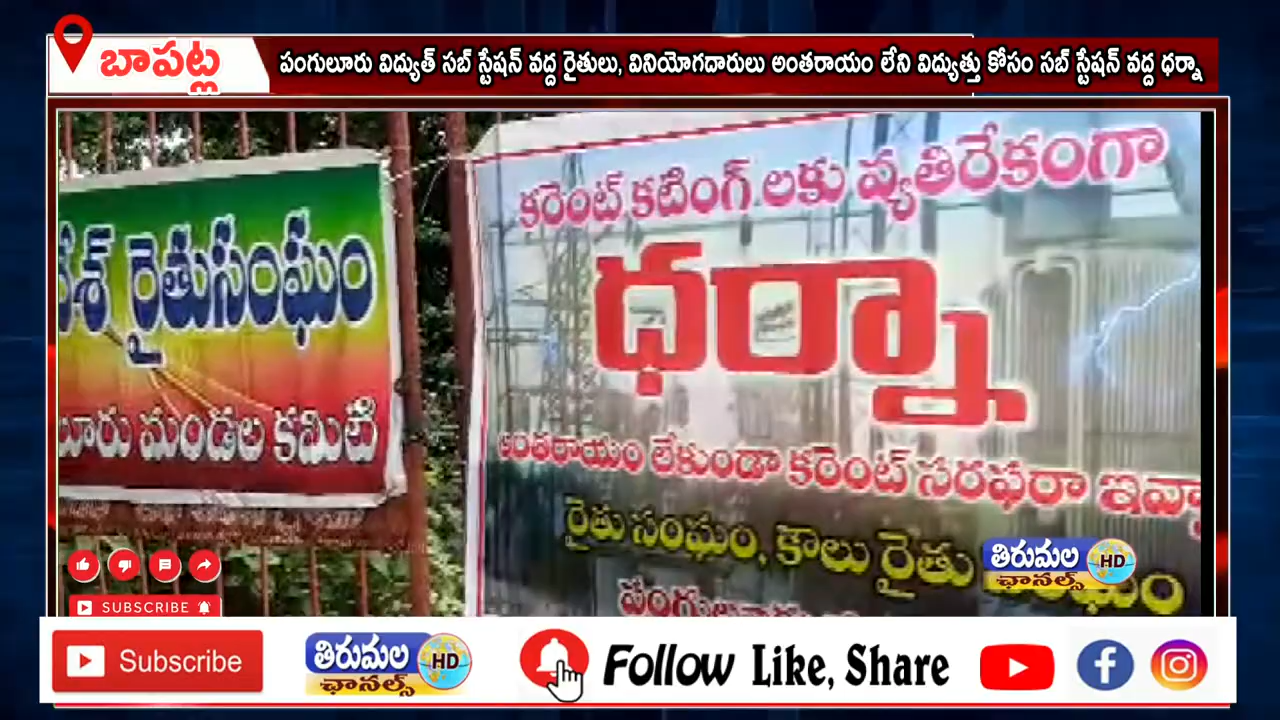 బాపట్ల
పంగులూరు విద్యుత్ సబ్ స్టేషన్ వద్ద రైతులు, వినియోగదారులు అంతరాయం లేని విద్యుత్తు కోసం సబ్ స్టేషన్ వద్ద ధర్నా
రైతుసంఘం
మండల కమిటి
కరెంట్ కటింగ్ లకు వ్యతిరేకంగా
ధర్నా
అంతరాయం లేకుండా కరెంట్ సరఫరా
రైతు సంఘం, కౌలు రైతు
తిరుమల HD
ఛానల్స్
SUBSCRIBE
Subscribe
తిరుమల HD
ఛానల్స్
Follow Like, Share